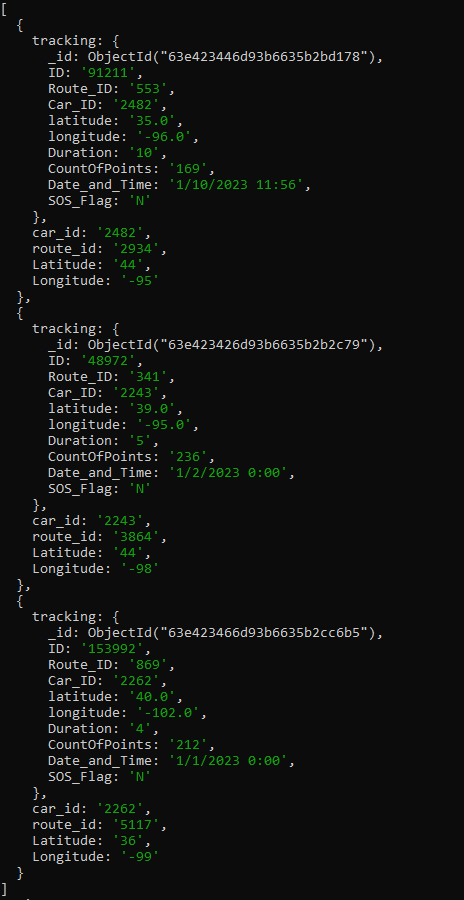 [
  {
    tracking: {
      _id: ObjectId("63e423446d93b6635b2bd178"),
      ID: '91211',
      Route_ID: '553',
      Car_ID: '2482',
      latitude: '35.0',
      longitude: '-96.0',
      Duration: '10',
      CountOfPoints: '169',
      Date_and_Time: '1/10/2023 11:56',
      SOS_Flag: 'N'
    },
    car_id: '2482',
    route_id: '2934',
    Latitude: '44',
    Longitude: '-95'
  },
  {
    tracking: {
      _id: ObjectId("63e423426d93b6635b2b2c79"),
      ID: '48972',
      Route_ID: '341',
      Car_ID: '2243',
      latitude: '39.0',
      longitude: '-95.0',
      Duration: '5',
      CountOfPoints: '236',
      Date_and_Time: '1/2/2023 0:00',
      SOS_Flag: 'N'
    },
    car_id: '2243',
    route_id: '3864',
    Latitude: '44',
    Longitude: '-98'
  },
  {
    tracking: {
      _id: ObjectId("63e423466d93b6635b2cc6b5"),
      ID: '153992',
      Route_ID: '869',
      Car_ID: '2262',
      latitude: '40.0',
      longitude: '-102.0',
      Duration: '4',
      CountOfPoints: '212',
      Date_and_Time: '1/1/2023 0:00',
      SOS_Flag: 'N'
    },
    car_id: '2262',
    route_id: '5117',
    Latitude: '36',
    Longitude: '-99'
  }
]